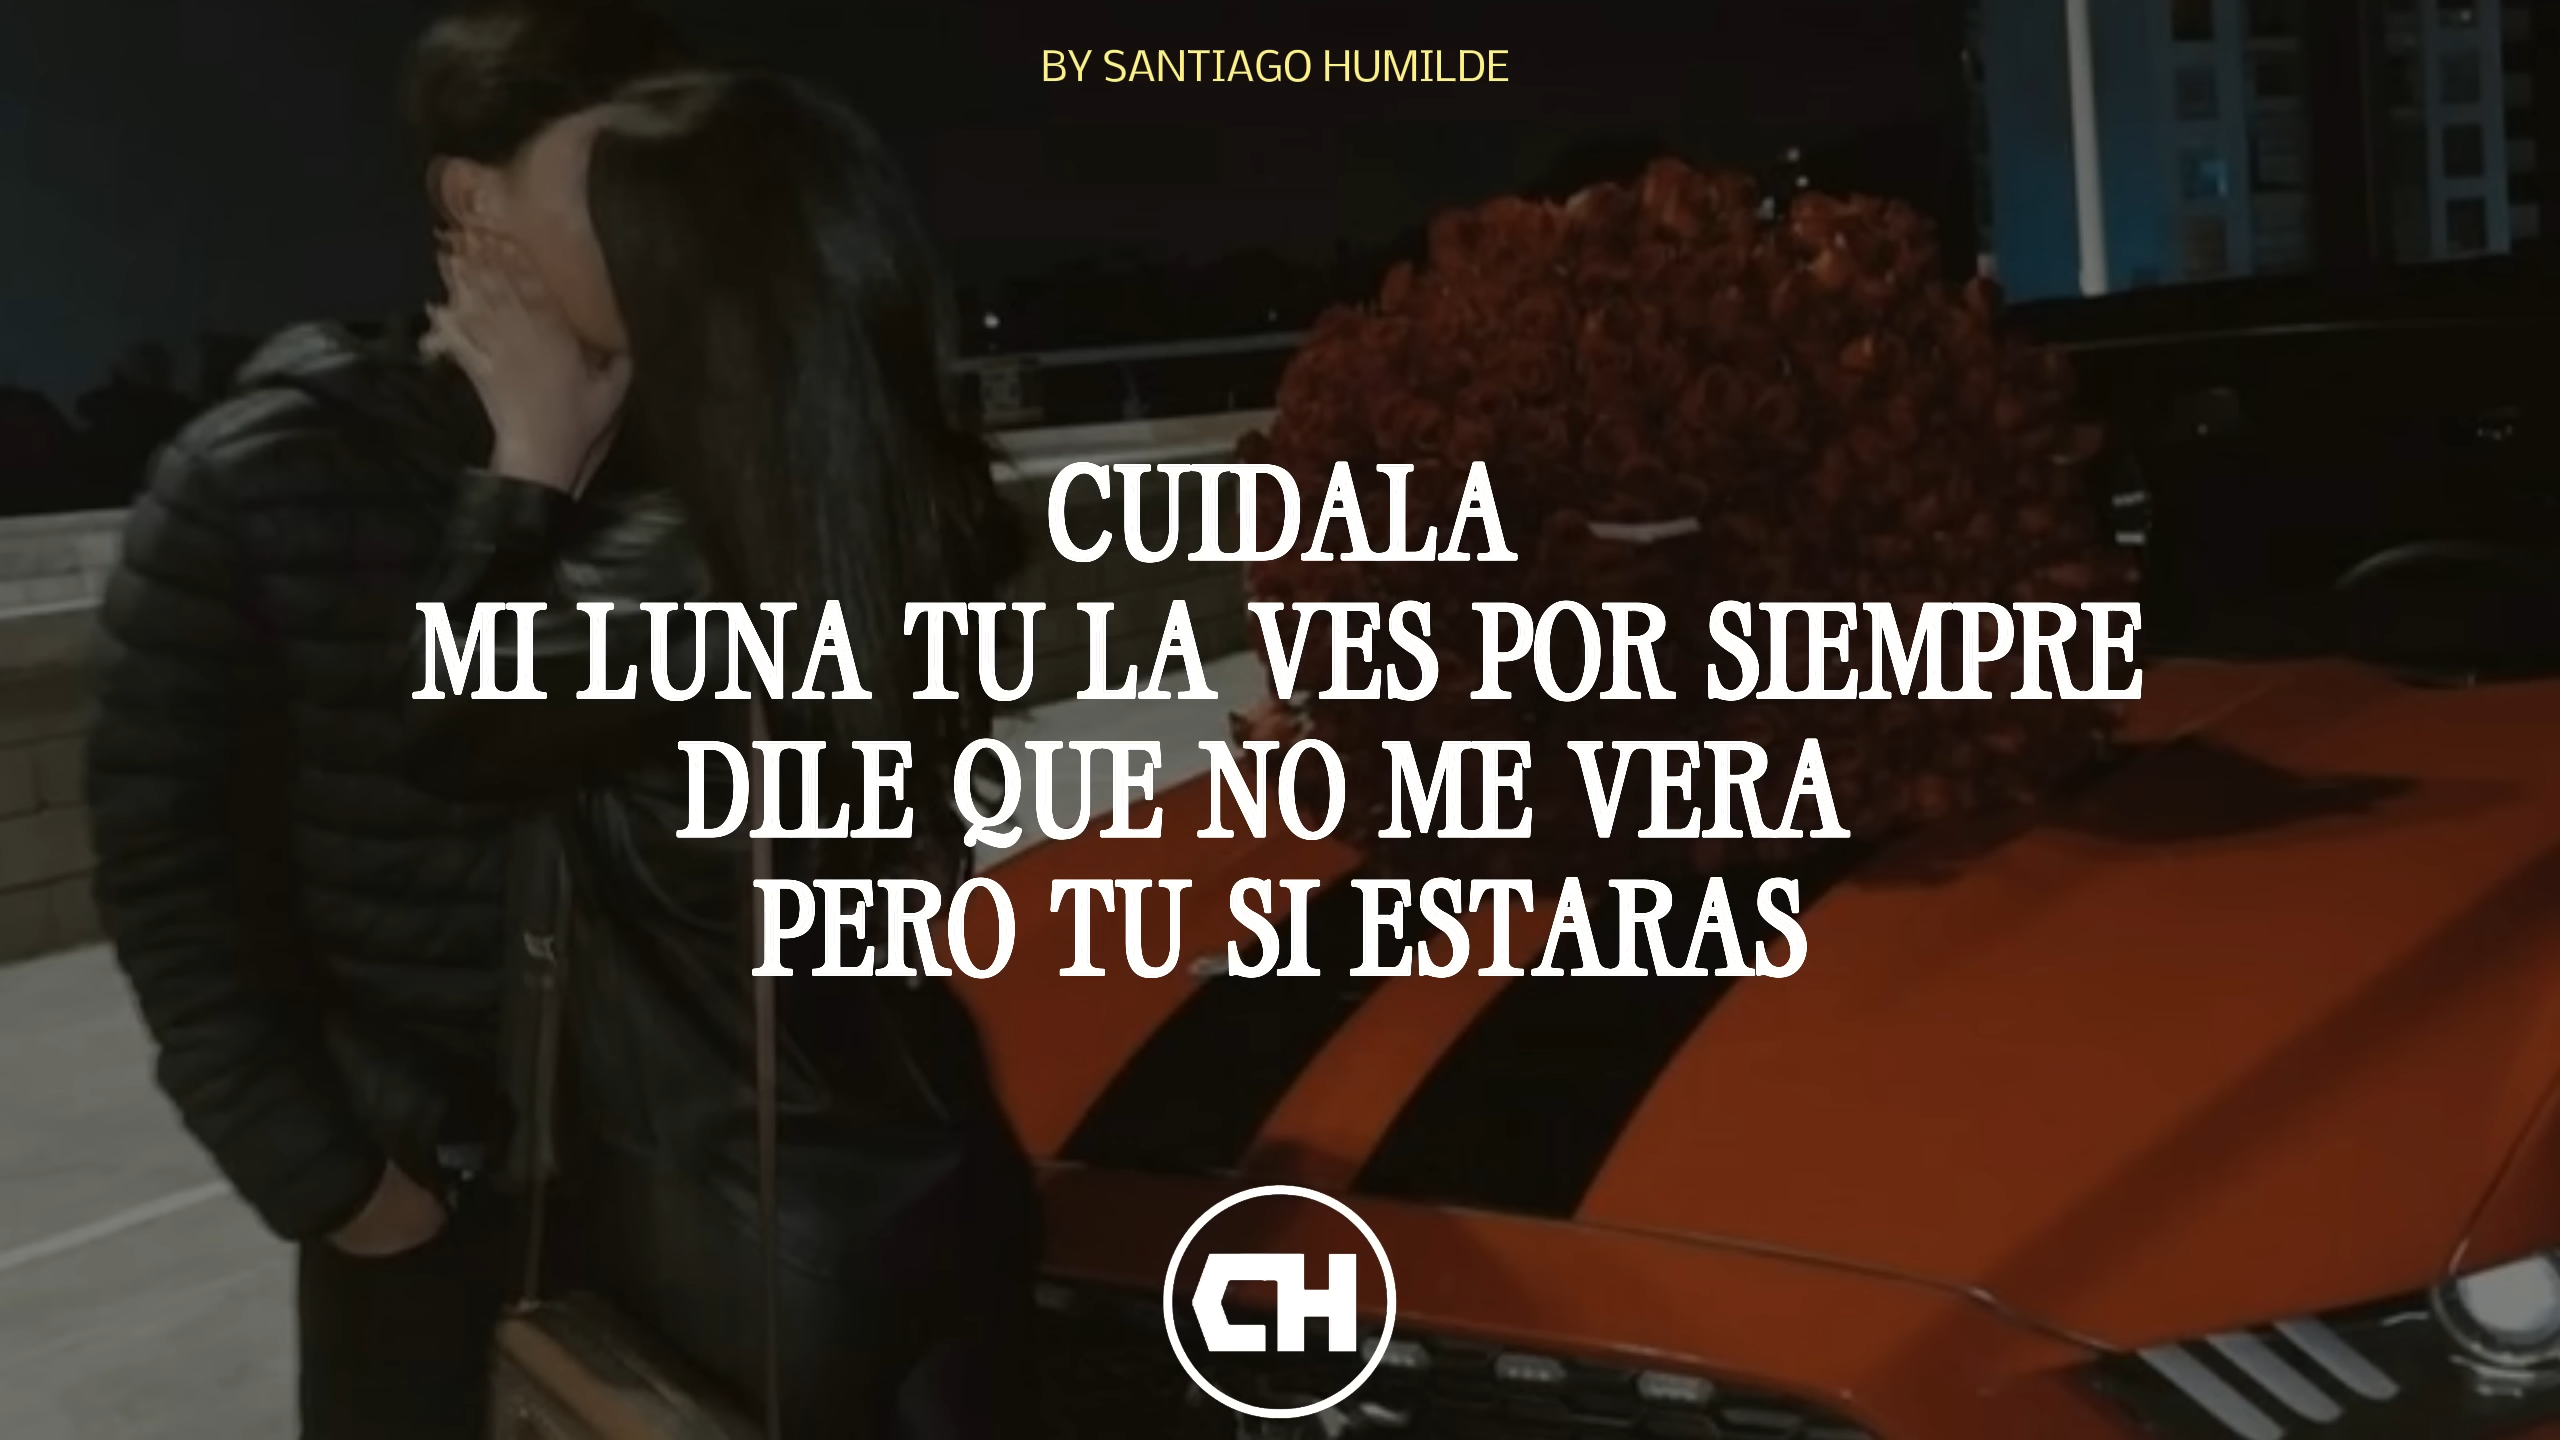 BY SANTIAGO HUMILDE
CUIDALA
MI LUNA TU LA VES POR SIEMPRE
DILE QUE NO ME VERA
PERO TU SI ESTARAS
CH